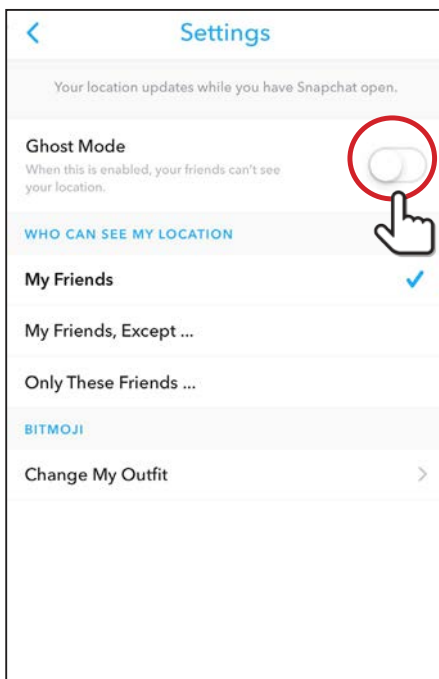 Settings
Your location updates while you have Snapchat open.
Ghost Mode
When this is enabled, your friends can't see
your location.
WHO CAN SEE MY LOCATION
My Friends
My Friends, Except ...
Only These Friends ...
BITMOJI
Change My Outfit